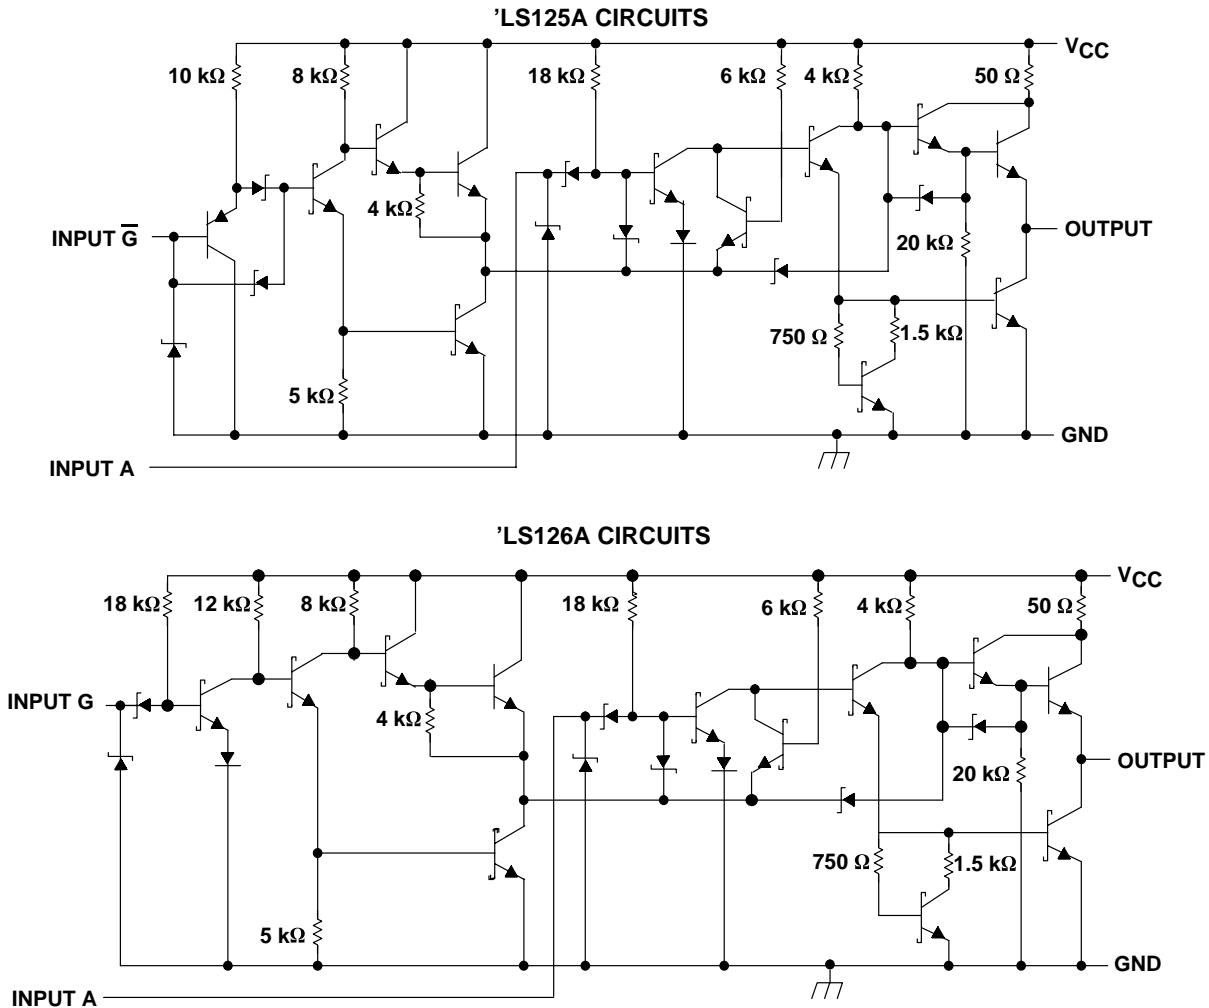 ’LS125A CIRCUITS
VCC
10 kΩ
8 kΩ
18 kΩ
6 kΩ
4 kΩ
50 Ω
4 kΩ
INPUT G̅
OUTPUT
20 kΩ
750 Ω
1.5 kΩ
5 kΩ
GND
INPUT A
’LS126A CIRCUITS
VCC
18 kΩ
12 kΩ
8 kΩ
18 kΩ
6 kΩ
4 kΩ
50 Ω
INPUT G
4 kΩ
OUTPUT
20 kΩ
750 Ω
1.5 kΩ
5 kΩ
GND
INPUT A